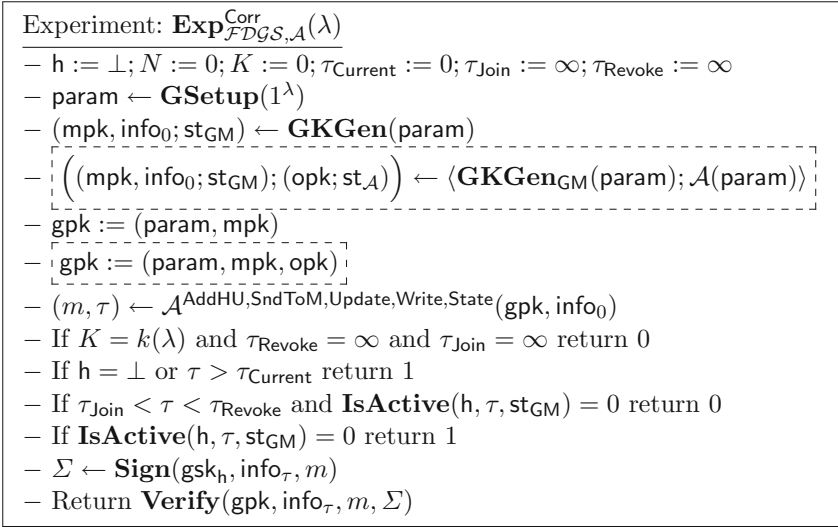 Experiment: Exp^{Corr}_{𝓕𝓓𝓖𝓢,𝒜}(λ)
− h := ⊥; N := 0; K := 0; τ_{Current} := 0; τ_{Join} := ∞; τ_{Revoke} := ∞
− param ← GSetup(1^λ)
− (mpk, info_0; st_{GM}) ← GKGen(param)
− ((mpk, info_0; st_{GM}); (opk; st_𝒜)) ← ⟨GKGen_{GM}(param); 𝒜(param)⟩
− gpk := (param, mpk)
− gpk := (param, mpk, opk)
− (m, τ) ← 𝒜^{AddHU,SndToM,Update,Write,State}(gpk, info_0)
− If K = k(λ) and τ_{Revoke} = ∞ and τ_{Join} = ∞ return 0
− If h = ⊥ or τ > τ_{Current} return 1
− If τ_{Join} < τ < τ_{Revoke} and IsActive(h, τ, st_{GM}) = 0 return 0
− If IsActive(h, τ, st_{GM}) = 0 return 1
− Σ ← Sign(gsk_h, info_τ, m)
− Return Verify(gpk, info_τ, m, Σ)